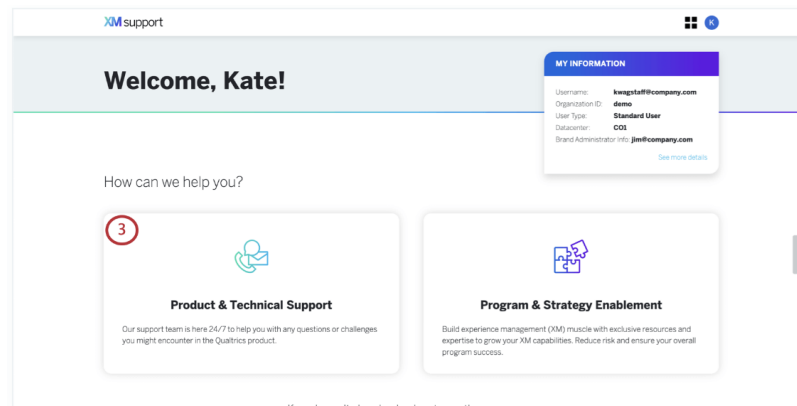 XM support
K
Welcome, Kate!
MY INFORMATION
Username: kwagstaff@company.com
Organization ID: demo
User Type: Standard User
Datacenter: CO1
Brand Administrator Info: jim@company.com
See more details
How can we help you?
3
Product & Technical Support
Our support team is here 24/7 to help you with any questions or challenges
you might encounter in the Qualtrics product.
Program & Strategy Enablement
Build experience management (XM) muscle with exclusive resources and
expertise to grow your XM capabilities. Reduce risk and ensure your overall
program success.